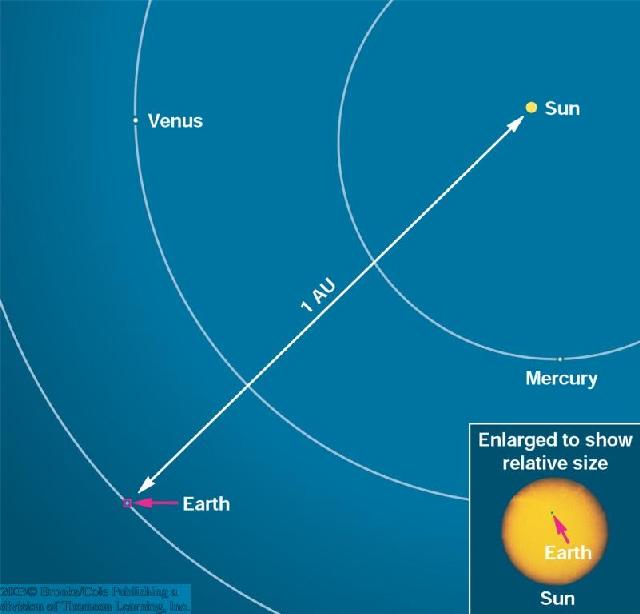 Sun
Venus
1 AU
Mercury
Enlarged to show
relative size
Earth
Earth
Sun
2003© Brooks/Cole Publishing a
division of Thomson Learning, Inc.